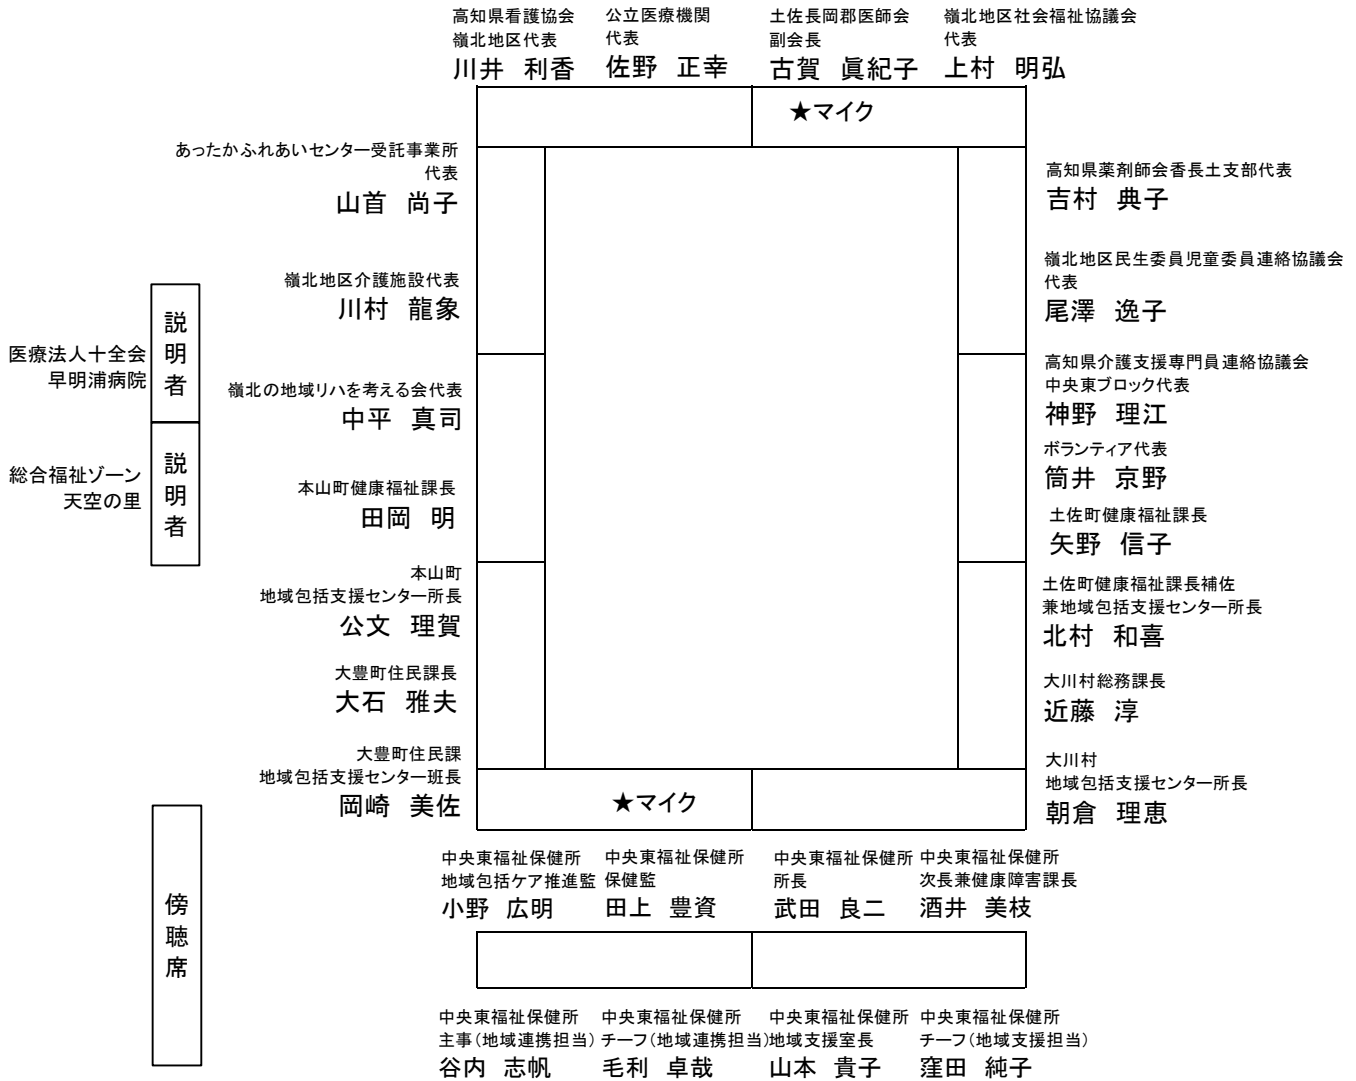 高知県看護協会
嶺北地区代表
川井 利香
公立医療機関
代表
佐野 正幸
土佐長岡郡医師会
副会長
古賀 眞紀子
嶺北地区社会福祉協議会
代表
上村 明弘
★マイク
あったかふれあいセンター受託事業所
代表
山首 尚子
嶺北地区介護施設代表
川村 龍象
嶺北の地域リハを考える会代表
中平 真司
本山町健康福祉課長
田岡 明
本山町
地域包括支援センター所長
公文 理賀
大豊町住民課長
大石 雅夫
大豊町住民課
地域包括支援センター班長
岡崎 美佐
高知県薬剤師会香長土支部代表
吉村 典子
嶺北地区民生委員児童委員連絡協議会
代表
尾澤 逸子
高知県介護支援専門員連絡協議会
中央東ブロック代表
神野 理江
ボランティア代表
筒井 京野
土佐町健康福祉課長
矢野 信子
土佐町健康福祉課長補佐
兼地域包括支援センター所長
北村 和喜
大川村総務課長
近藤 淳
大川村
地域包括支援センター所長
朝倉 理恵
医療法人十全会
早明浦病院
説明者
総合福祉ゾーン
天空の里
説明者
★マイク
中央東福祉保健所
地域包括ケア推進監
小野 広明
中央東福祉保健所
保健監
田上 豊資
中央東福祉保健所
所長
武田 良二
中央東福祉保健所
次長兼健康障害課長
酒井 美枝
傍聴席
中央東福祉保健所
主事(地域連携担当)
谷内 志帆
中央東福祉保健所
チーフ(地域連携担当)
毛利 卓哉
中央東福祉保健所
地域支援室長
山本 貴子
中央東福祉保健所
チーフ(地域支援担当)
窪田 純子